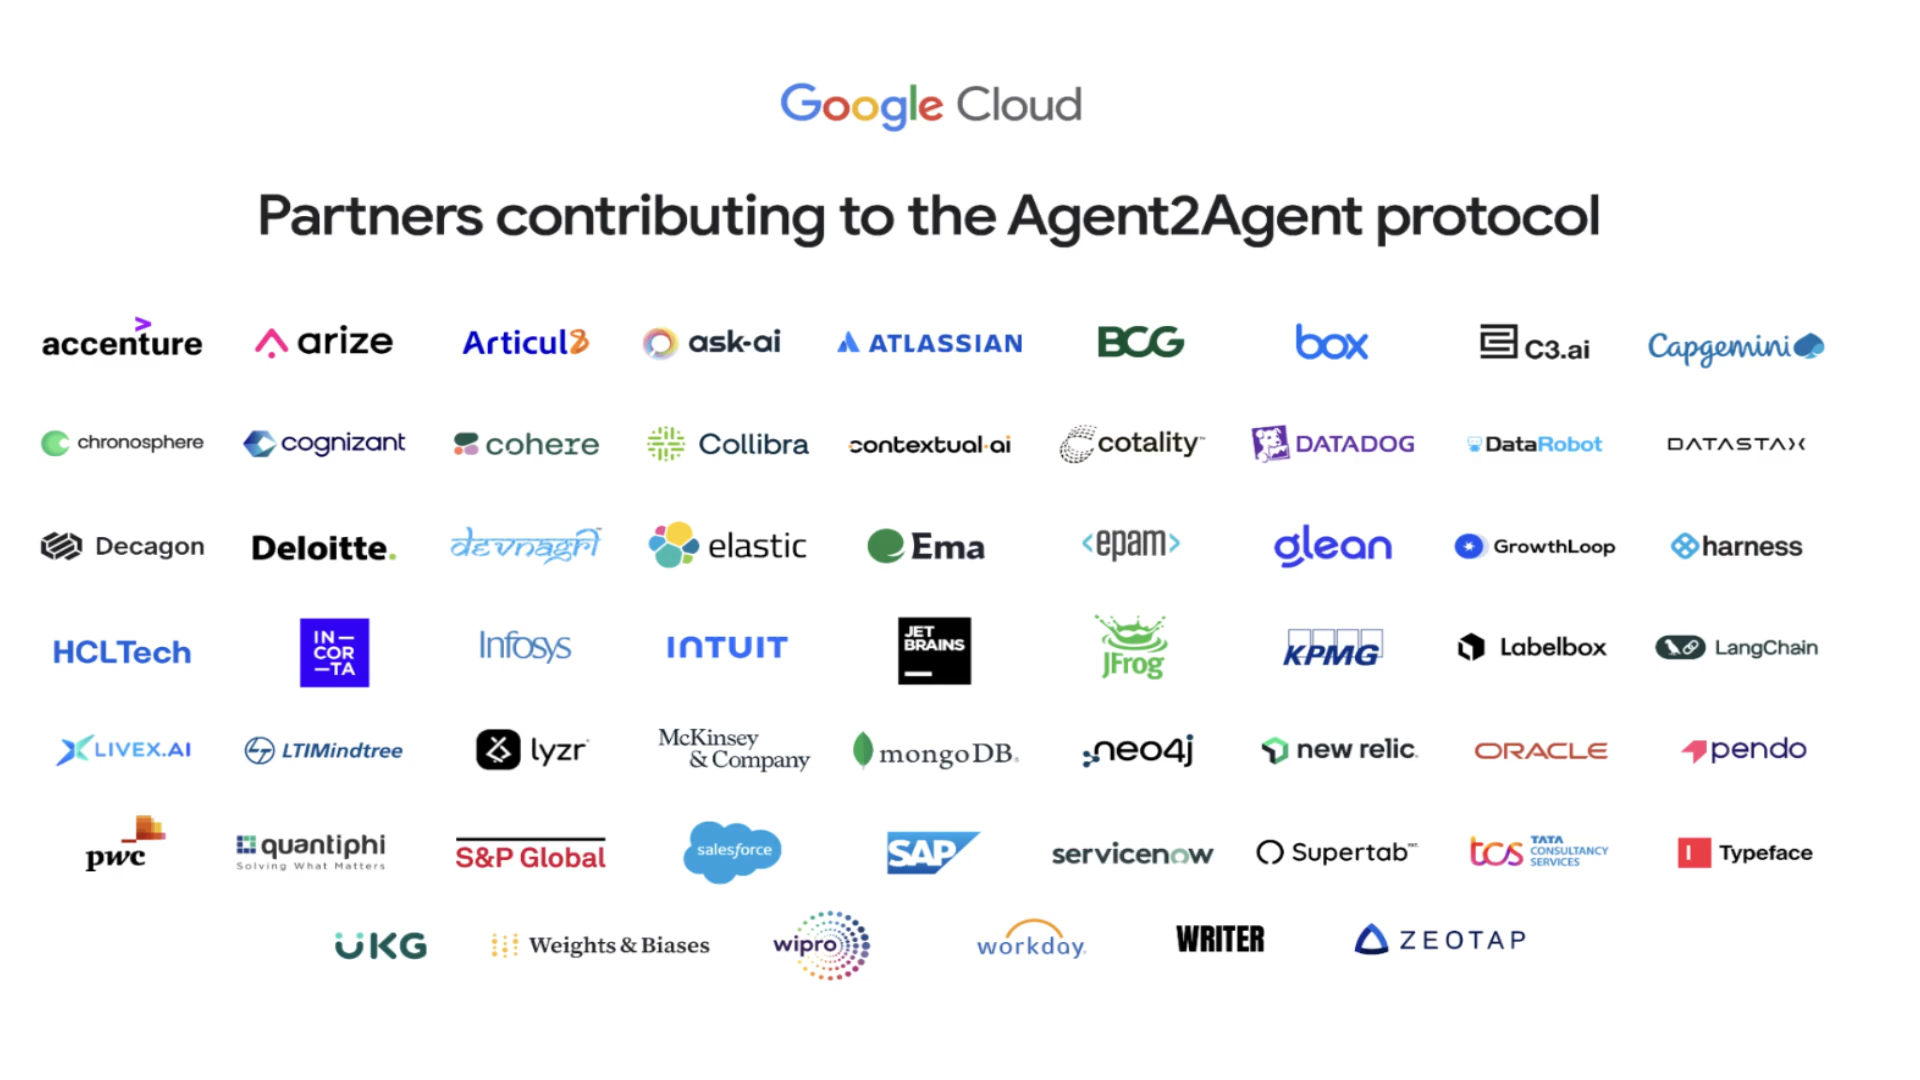 Google Cloud
Partners contributing to the Agent2Agent protocol
accenture arize Articul8 ask-ai ATLASSIAN BCG box C3.ai Capgemini
chronosphere cognizant cohere Collibra contextual·ai cotality™ DATADOG DataRobot DATASTAX
Decagon Deloitte. देvnagrी elastic Ema <epam> glean GrowthLoop harness
HCLTech IN—COR—TA Infosys INTUIT JET BRAINS JFrog KPMG Labelbox LangChain
LIVEX.AI LTIMindtree lyzr McKinsey & Company mongoDB. neo4j new relic. ORACLE pendo
pwc quantiphi Solving What Matters S&P Global salesforce SAP servicenow Supertab™ tcs TATA CONSULTANCY SERVICES Typeface
UKG Weights & Biases wipro workday. WRITER ZEOTAP